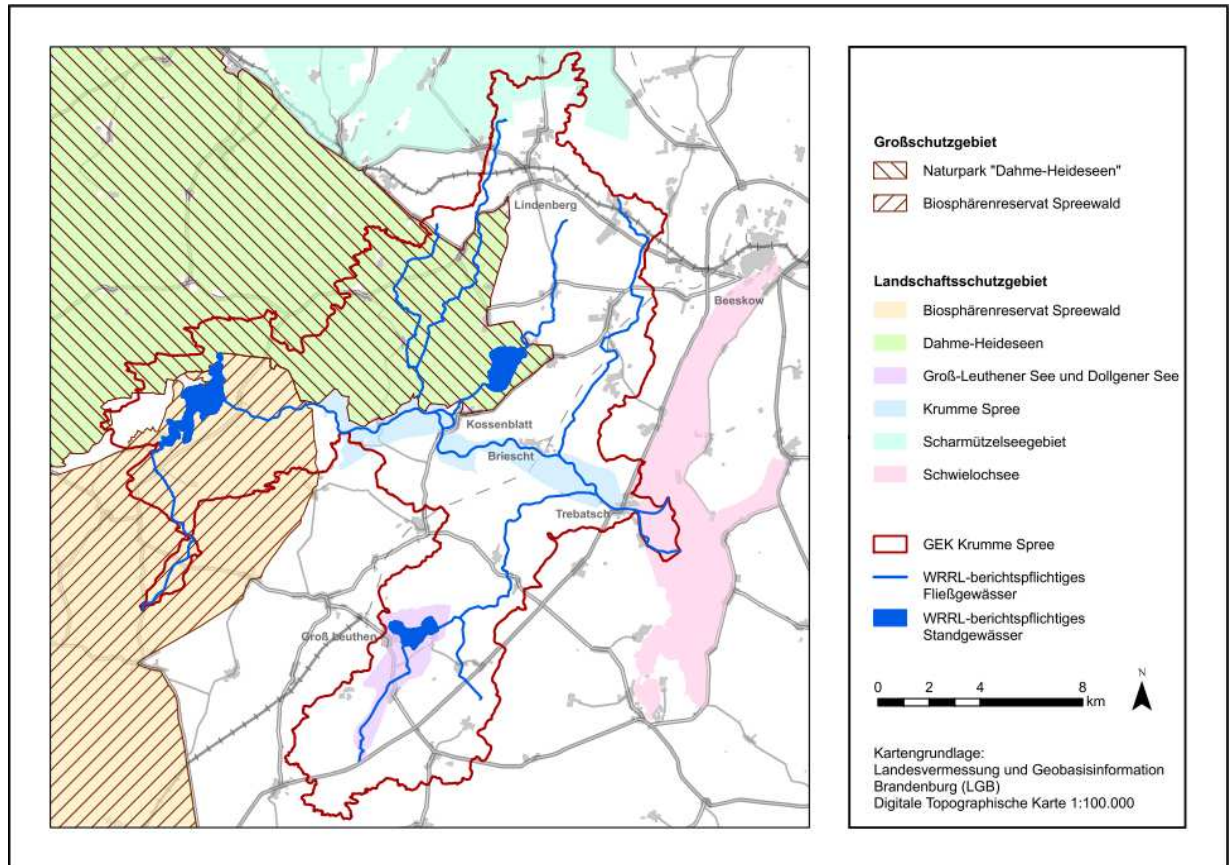 Lindenberg
Beeskow
Kossenblatt
Briescht
Trebatsch
Groß Leuthen
Großschutzgebiet
Naturpark "Dahme-Heideseen"
Biosphärenreservat Spreewald
Landschaftsschutzgebiet
Biosphärenreservat Spreewald
Dahme-Heideseen
Groß-Leuthener See und Dollgener See
Krumme Spree
Scharmützelseegebiet
Schwielochsee
GEK Krumme Spree
WRRL-berichtspflichtiges
Fließgewässer
WRRL-berichtspflichtiges
Standgewässer
0 2 4 8
km
N
Kartengrundlage:
Landesvermessung und Geobasisinformation
Brandenburg (LGB)
Digitale Topographische Karte 1:100.000